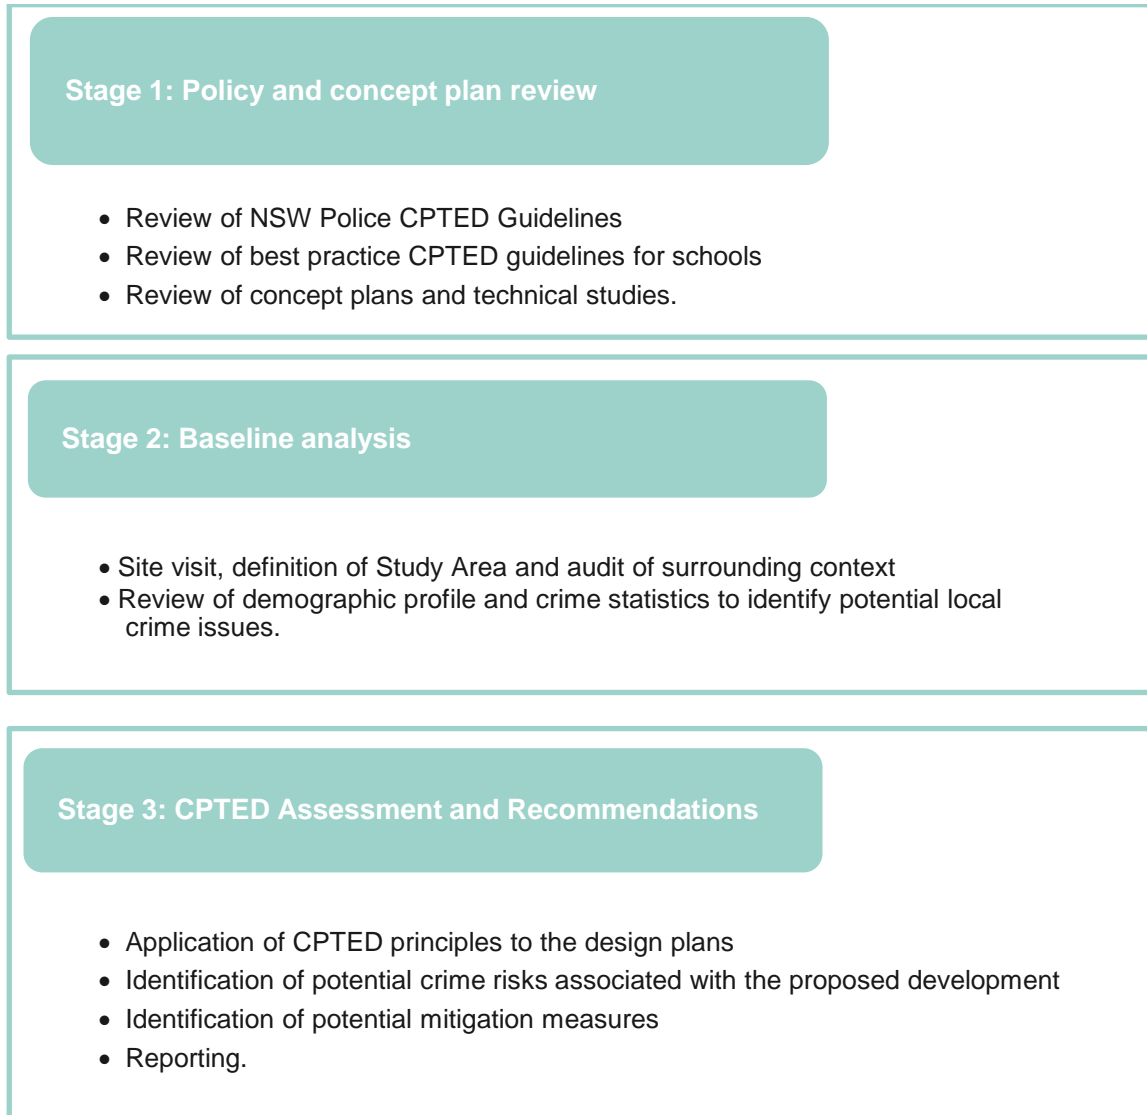 Stage 1: Policy and concept plan review
• Review of NSW Police CPTED Guidelines
• Review of best practice CPTED guidelines for schools
• Review of concept plans and technical studies.
Stage 2: Baseline analysis
• Site visit, definition of Study Area and audit of surrounding context
• Review of demographic profile and crime statistics to identify potential local
crime issues.
Stage 3: CPTED Assessment and Recommendations
• Application of CPTED principles to the design plans
• Identification of potential crime risks associated with the proposed development
• Identification of potential mitigation measures
• Reporting.